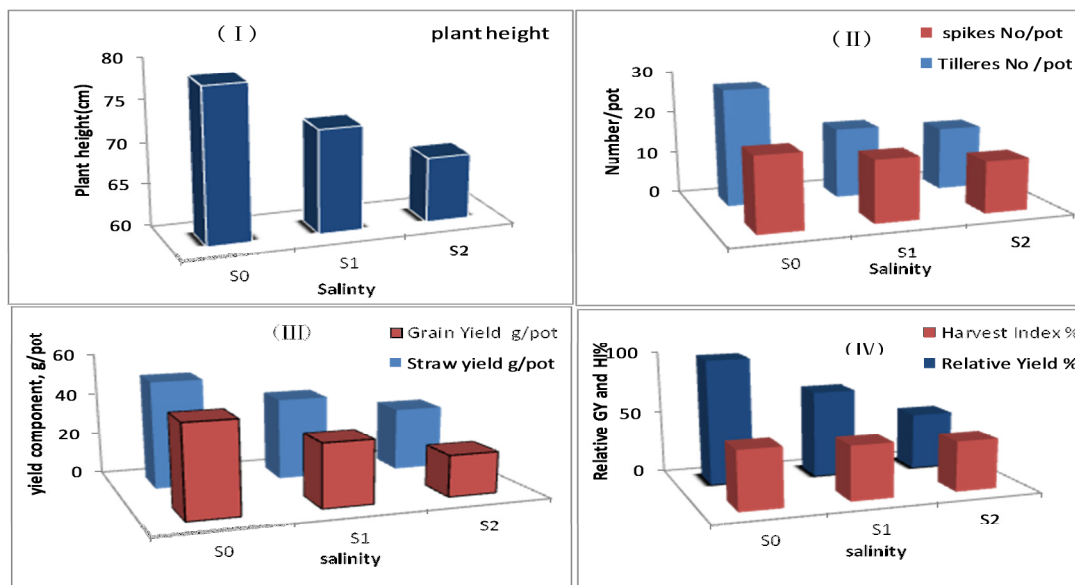 (I)
plant height
80
75
70
65
60
Plant height(cm)
S0
S1
S2
Salinty
(II)
spikes No/pot
Tilleres No /pot
30
20
10
0
Number/pot
S0
S1
S2
Salinity
(III)
Grain Yield g/pot
Straw yield g/pot
60
40
20
0
yield component, g/pot
S0
S1
S2
salinity
(IV)
Harvest Index %
Relative Yield %
100
50
0
Relative GY and HI%
S0
S1
S2
salinity